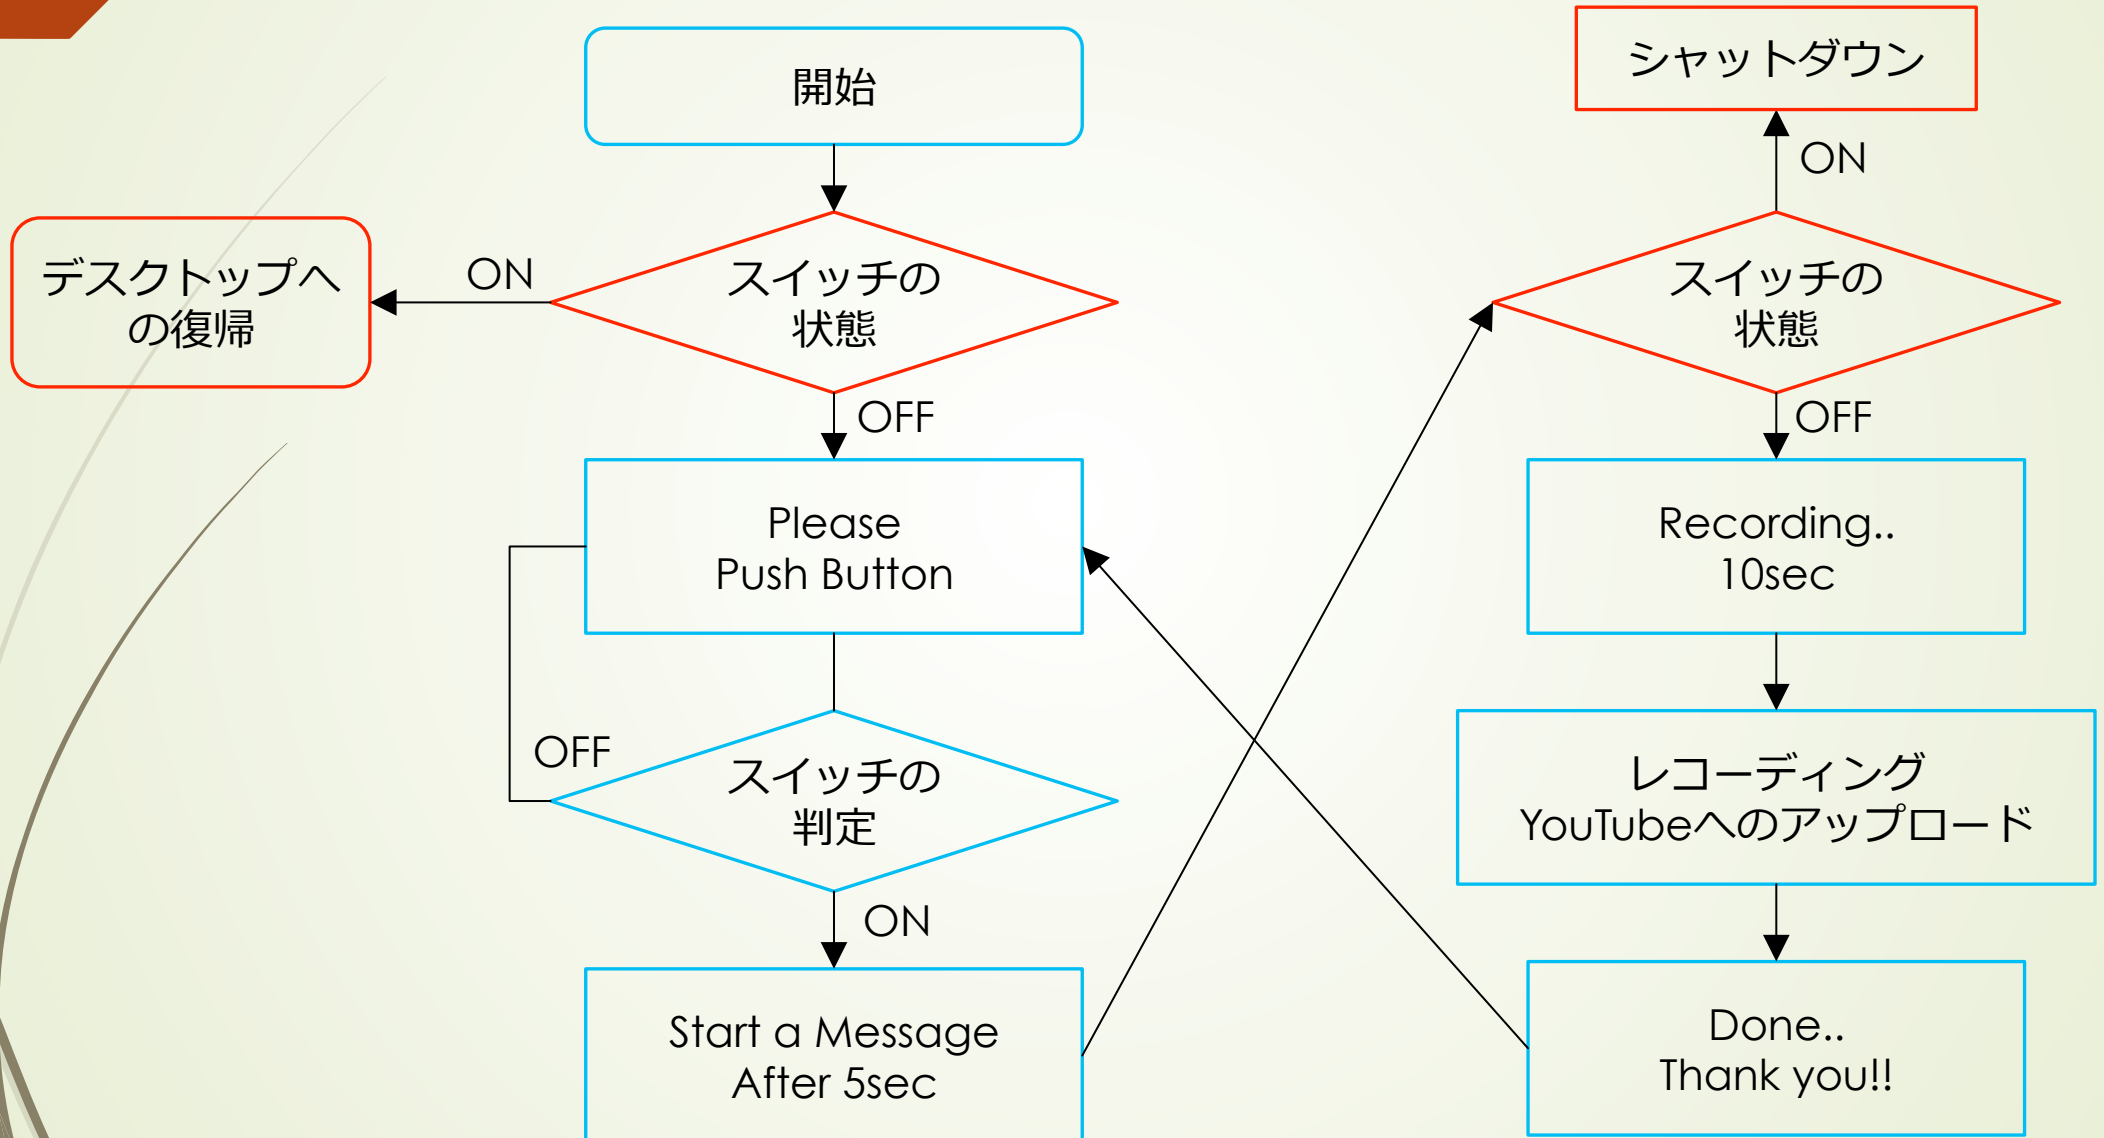 開始
スイッチの
状態
ON
デスクトップへ
の復帰
OFF
Please
Push Button
スイッチの
判定
OFF
ON
Start a Message
After 5sec
シャットダウン
ON
スイッチの
状態
OFF
Recording..
10sec
レコーディング
YouTubeへのアップロード
Done..
Thank you!!